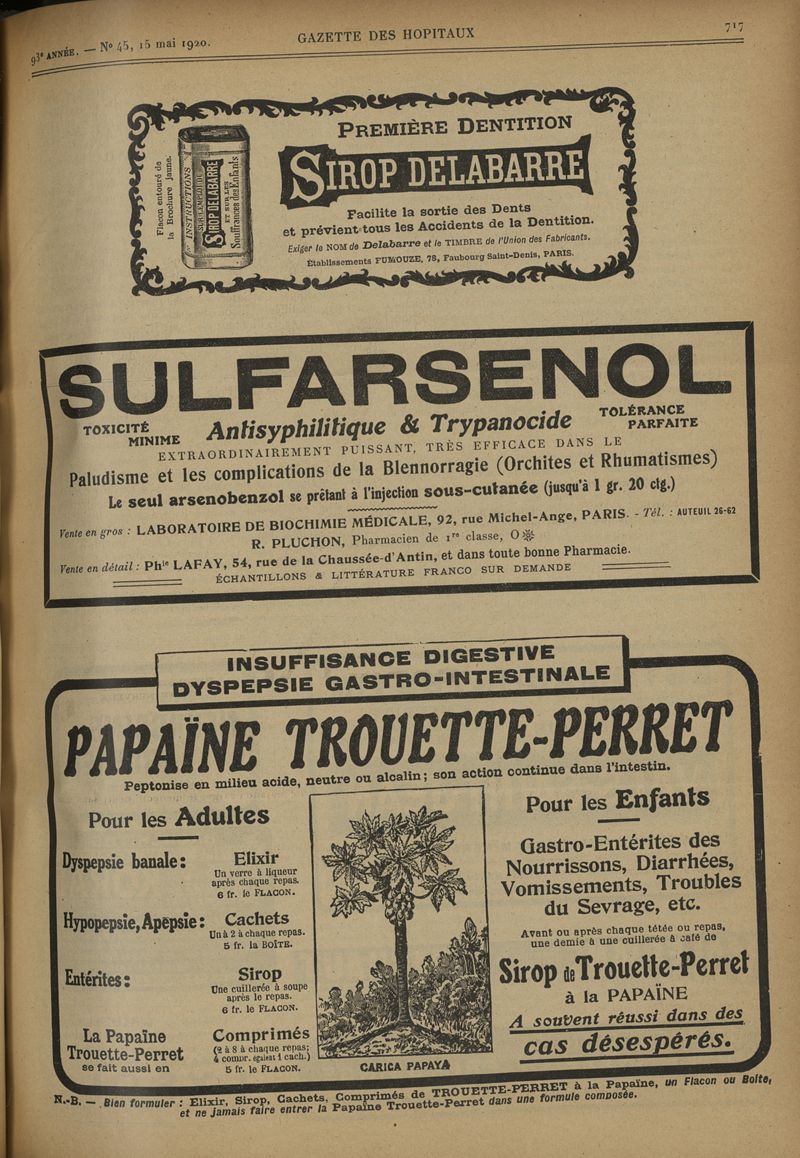 93e ANNÉE. — No 45, 15 mai 1920.
GAZETTE DES HOPITAUX
717
Flacon entouré de
la Brochure jaune.
INSTRUCTIONS
SUR L'EMPLOI DU
SIROP DELABARRE
ET SUR LES
Souffrances des Enfants
PREMIÈRE DENTITION
SIROP DELABARRE
Facilite la sortie des Dents
et prévient tous les Accidents de la Dentition.
Exiger le NOM de Delabarre et le TIMBRE de l'Union des Fabricants.
Établissements FUMOUZE, 78, Faubourg Saint-Denis, PARIS.
SULFARSENOL
TOXICITÉ
MINIME
Antisyphilitique & Trypanocide
TOLÉRANCE
PARFAITE
EXTRAORDINAIREMENT PUISSANT, TRÈS EFFICACE DANS LE
Paludisme et les complications de la Blennorragie (Orchites et Rhumatismes)
Le seul arsenobenzol se prêtant à l'injection sous-cutanée (jusqu'à 1 gr. 20 ctg.)
Vente en gros : LABORATOIRE DE BIOCHIMIE MÉDICALE, 92, rue Michel-Ange, PARIS. - Tél. : AUTEUIL 26-62
R. PLUCHON, Pharmacien de 1re classe, O ❋
Vente en détail : Phie LAFAY, 54, rue de la Chaussée-d'Antin, et dans toute bonne Pharmacie.
ÉCHANTILLONS & LITTÉRATURE FRANCO SUR DEMANDE
INSUFFISANCE DIGESTIVE
DYSPEPSIE GASTRO-INTESTINALE
PAPAÏNE TROUETTE-PERRET
Peptonise en milieu acide, neutre ou alcalin; son action continue dans l'intestin.
Pour les Adultes
Dyspepsie banale : Elixir
Un verre à liqueur
après chaque repas.
6 fr. le FLACON.
Hypopepsie, Apepsie : Cachets
Un à 2 à chaque repas.
5 fr. la BOÎTE.
Entérites : Sirop
Une cuillerée à soupe
après le repas.
6 fr. le FLACON.
La Papaïne
Trouette-Perret
se fait aussi en
Comprimés
(2 à 8 à chaque repas;
4 compr. égalent 1 cach.)
5 fr. le FLACON.
CARICA PAPAYA
Pour les Enfants
Gastro-Entérites des
Nourrissons, Diarrhées,
Vomissements, Troubles
du Sevrage, etc.
Avant ou après chaque tétée ou repas,
une demie à une cuillerée à café de
Sirop de Trouette-Perret
à la PAPAÏNE
A souvent réussi dans des
cas désespérés.
N.-B. — Bien formuler : Elixir, Sirop, Cachets, Comprimés de TROUETTE-PERRET à la Papaïne, un Flacon ou Boîte,
et ne jamais faire entrer la Papaïne Trouette-Perret dans une formule composée.